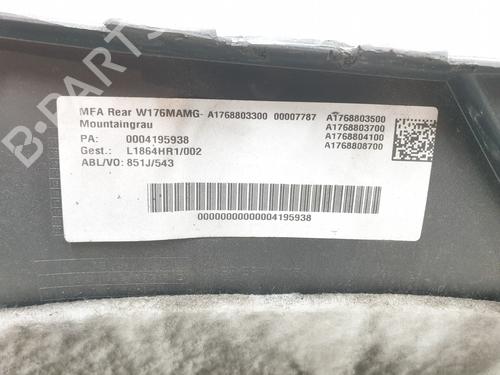 MFA Rear W176MAMG- A1768803300 00007787 A1768803500
Mountaingrau A1768803700
PA: 0004195938 A1768804100
Gest.: L1864HR1/002 A1768808700
ABL/VO: 851J/543
00000000000004195938
B-PARTS